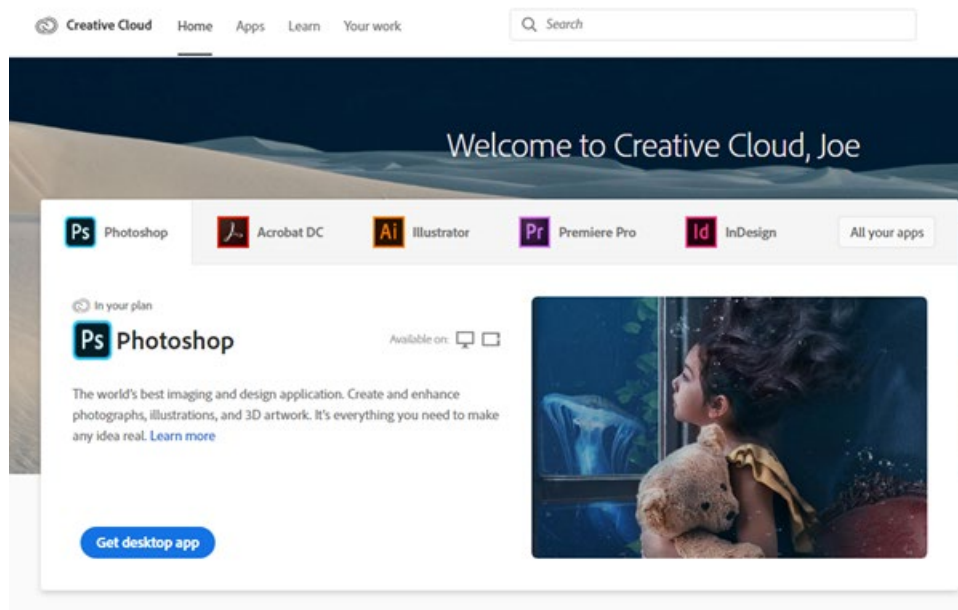 Creative Cloud Home Apps Learn Your work Search
Welcome to Creative Cloud, Joe
Ps Photoshop Acrobat DC Ai Illustrator Pr Premiere Pro Id InDesign All your apps
In your plan
Ps Photoshop Available on:
The world's best imaging and design application. Create and enhance
photographs, illustrations, and 3D artwork. It's everything you need to make
any idea real. Learn more
Get desktop app